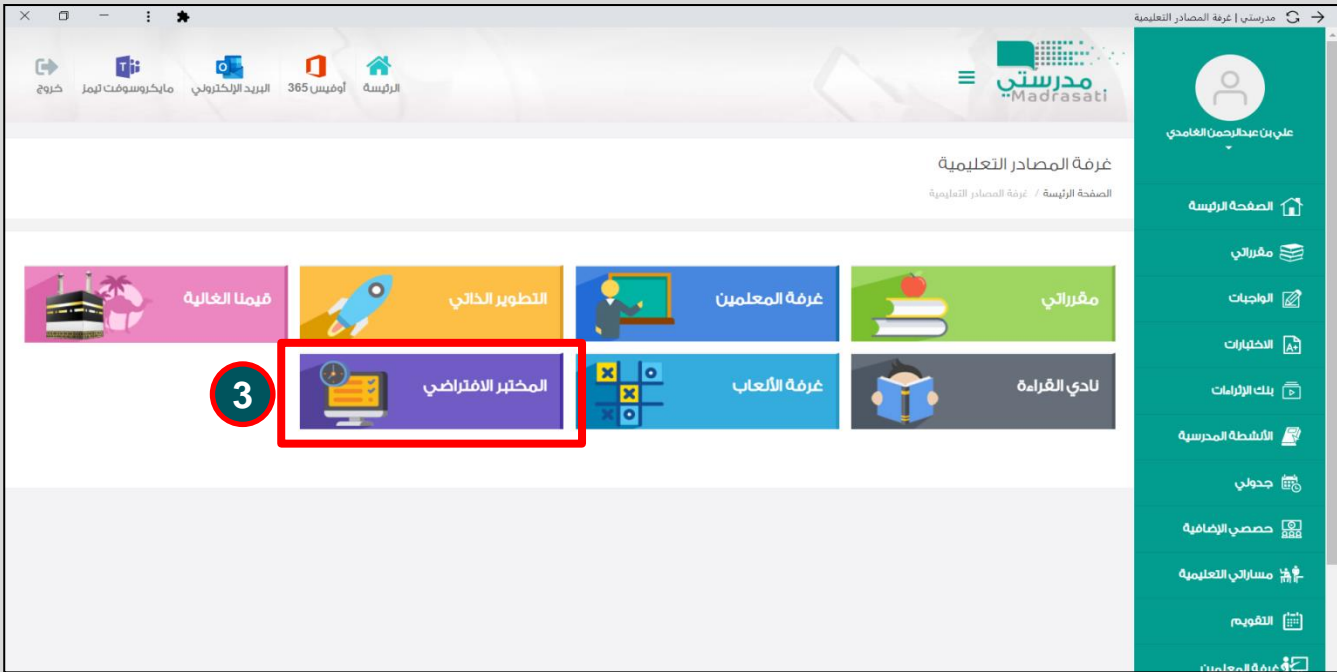 مدرستي | غرفة المصادر التعليمية
مدرستي
Madrasati
الرئيسة
أوفيس 365
البريد الإلكتروني
مايكروسوفت تيمز
خروج
علي بن عبدالرحمن الغامدي
غرفة المصادر التعليمية
الصفحة الرئيسة / غرفة المصادر التعليمية
مقرراتي
غرفة المعلمين
التطوير الذاتي
قيمنا الغالية
نادي القراءة
غرفة الألعاب
المختبر الافتراضي
3
الصفحة الرئيسة
مقرراتي
الواجبات
الاختبارات
بنك الإثراءات
الأنشطة المدرسية
جدولي
حصصي الإضافية
مساراتي التعليمية
التقويم
غرفة المعلمين